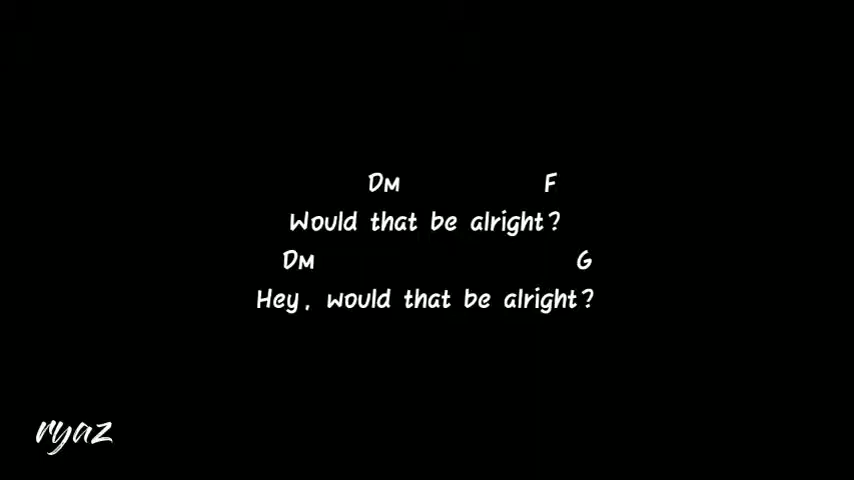 Dm F
Would that be alright?
Dm G
Hey, would that be alright?
ryaz